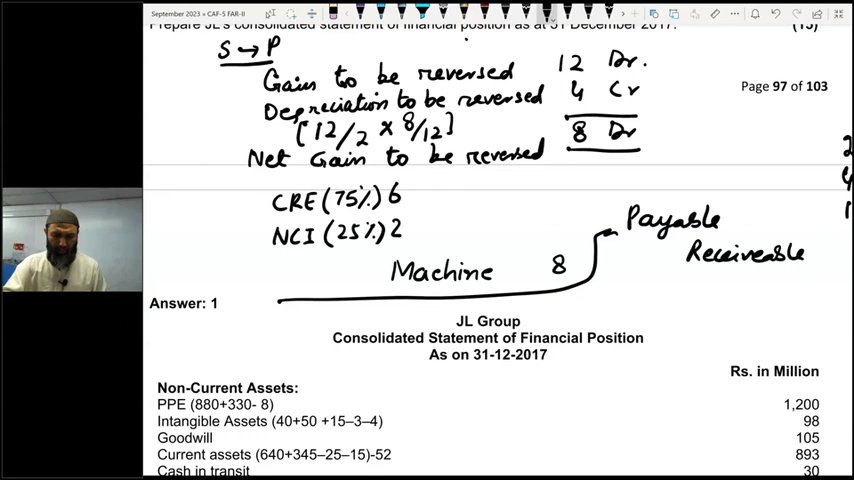 September 2023 » CAF-5 FAR-II
Prepare JL's consolidated statement of financial position as at 31 December 2017. (15)
S → P
Gain to be reversed 12 Dr.
Depreciation to be reversed 4 Cr
[12/2 × 8/12]
Net Gain to be reversed 8 Dr
Page 97 of 103
CRE (75%) 6
NCI (25%) 2
Machine 8
Payable
Receiveable
Answer: 1
JL Group
Consolidated Statement of Financial Position
As on 31-12-2017
Rs. in Million
Non-Current Assets:
PPE (880+330- 8) 1,200
Intangible Assets (40+50 +15–3–4) 98
Goodwill 105
Current assets (640+345–25–15)-52 893
Cash in transit 30